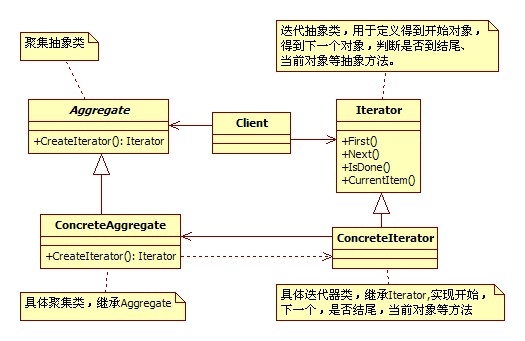 聚集抽象类
迭代抽象类，用于定义得到开始对象，
得到下一个对象，判断是否到结尾、
当前对象等抽象方法。
Aggregate
+CreateIterator(): Iterator
Client
Iterator
+First()
+Next()
+IsDone()
+CurrentItem()
ConcreteAggregate
+CreateIterator(): Iterator
ConcreteIterator
具体聚集类，继承Aggregate
具体迭代器类，继承Iterator,实现开始，
下一个，是否结尾，当前对象等方法